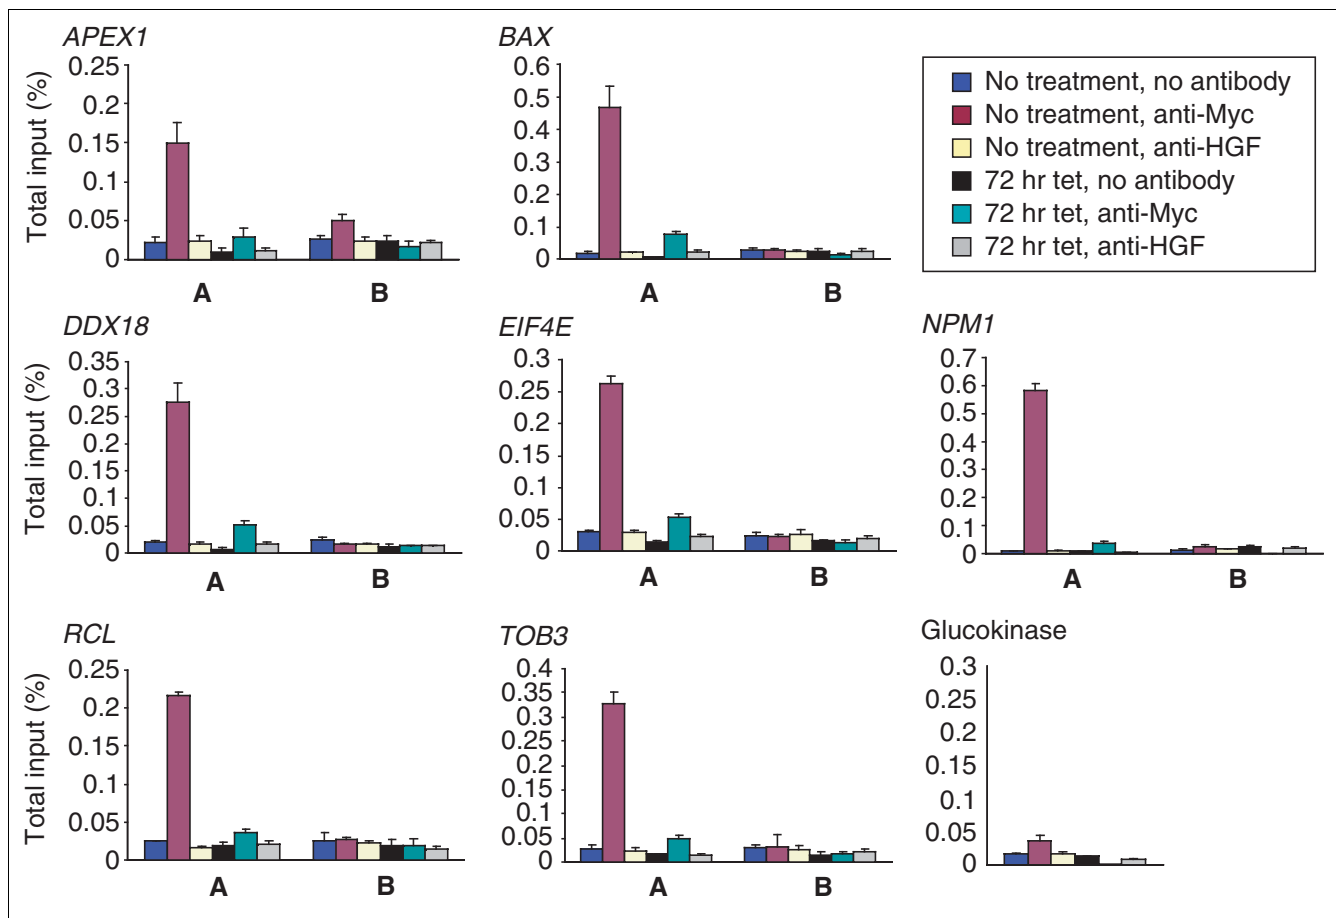 APEX1
Total input (%)
0.25
0.2
0.15
0.1
0.05
0
A B
BAX
0.6
0.5
0.4
0.3
0.2
0.1
0
A B
No treatment, no antibody
No treatment, anti-Myc
No treatment, anti-HGF
72 hr tet, no antibody
72 hr tet, anti-Myc
72 hr tet, anti-HGF
DDX18
Total input (%)
0.35
0.3
0.25
0.2
0.15
0.1
0.05
0
A B
EIF4E
0.3
0.25
0.2
0.15
0.1
0.05
0
A B
NPM1
0.7
0.6
0.5
0.4
0.3
0.2
0.1
0
A B
RCL
Total input (%)
0.25
0.2
0.15
0.1
0.05
0
A B
TOB3
0.4
0.35
0.3
0.25
0.2
0.15
0.1
0.05
0
A B
Glucokinase
0.3
0.25
0.2
0.15
0.1
0.05
0